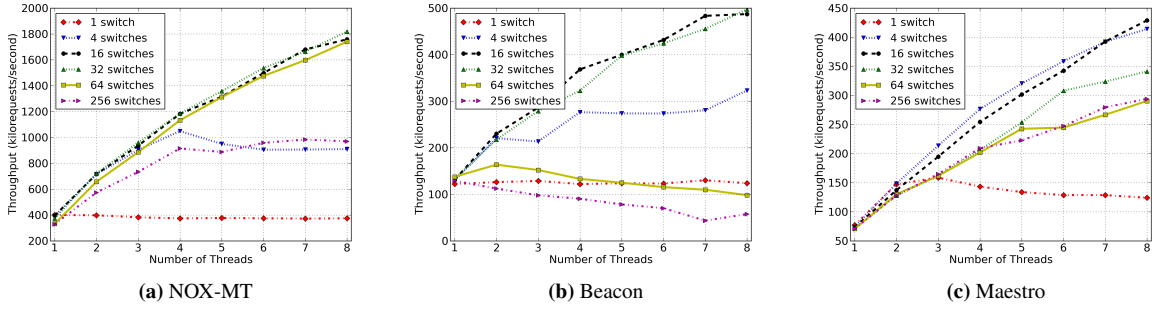 2000
1800
1600
1400
1200
1000
800
600
400
200
Throughput (kilorequests/second)
1 switch
4 switches
16 switches
32 switches
64 switches
256 switches
1 2 3 4 5 6 7 8
Number of Threads
(a) NOX-MT
500
400
300
200
100
0
Throughput (kilorequests/second)
1 switch
4 switches
16 switches
32 switches
64 switches
256 switches
1 2 3 4 5 6 7 8
Number of Threads
(b) Beacon
450
400
350
300
250
200
150
100
50
Throughput (kilorequests/second)
1 switch
4 switches
16 switches
32 switches
64 switches
256 switches
1 2 3 4 5 6 7 8
Number of Threads
(c) Maestro